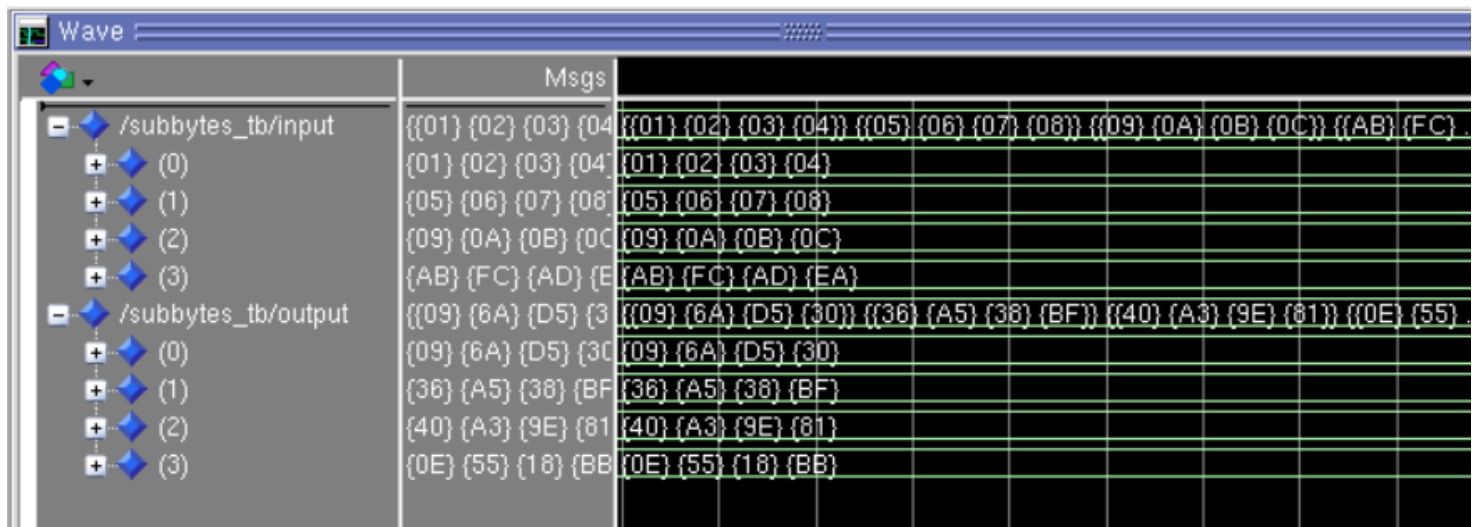 Wave
Msgs
/subbytes_tb/input {{01} {02} {03} {04 {{01} {02} {03} {04}} {{05} {06} {07} {08}} {{09} {0A} {0B} {0C}} {{AB} {FC} ..
(0) {01} {02} {03} {04] {01} {02} {03} {04}
(1) {05} {06} {07} {08] {05} {06} {07} {08}
(2) {09} {0A} {0B} {0C {09} {0A} {0B} {0C}
(3) {AB} {FC} {AD} {E {AB} {FC} {AD} {EA}
/subbytes_tb/output {{09} {6A} {D5} {3 {{09} {6A} {D5} {30}} {{36} {A5} {38} {BF}} {{40} {A3} {9E} {81}} {{0E} {55} ..
(0) {09} {6A} {D5} {30 {09} {6A} {D5} {30}
(1) {36} {A5} {38} {BF {36} {A5} {38} {BF}
(2) {40} {A3} {9E} {81 {40} {A3} {9E} {81}
(3) {0E} {55} {18} {BB {0E} {55} {18} {BB}